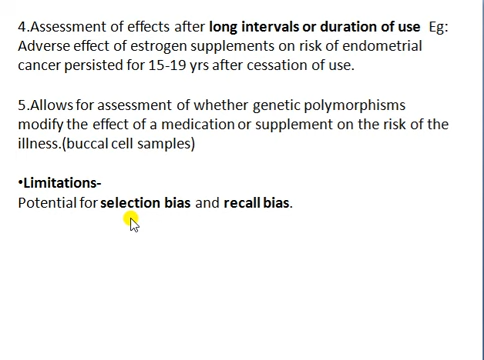 4.Assessment of effects after long intervals or duration of use  Eg:
Adverse effect of estrogen supplements on risk of endometrial
cancer persisted for 15-19 yrs after cessation of use.
5.Allows for assessment of whether genetic polymorphisms
modify the effect of a medication or supplement on the risk of the
illness.(buccal cell samples)
•Limitations-
Potential for selection bias and recall bias.